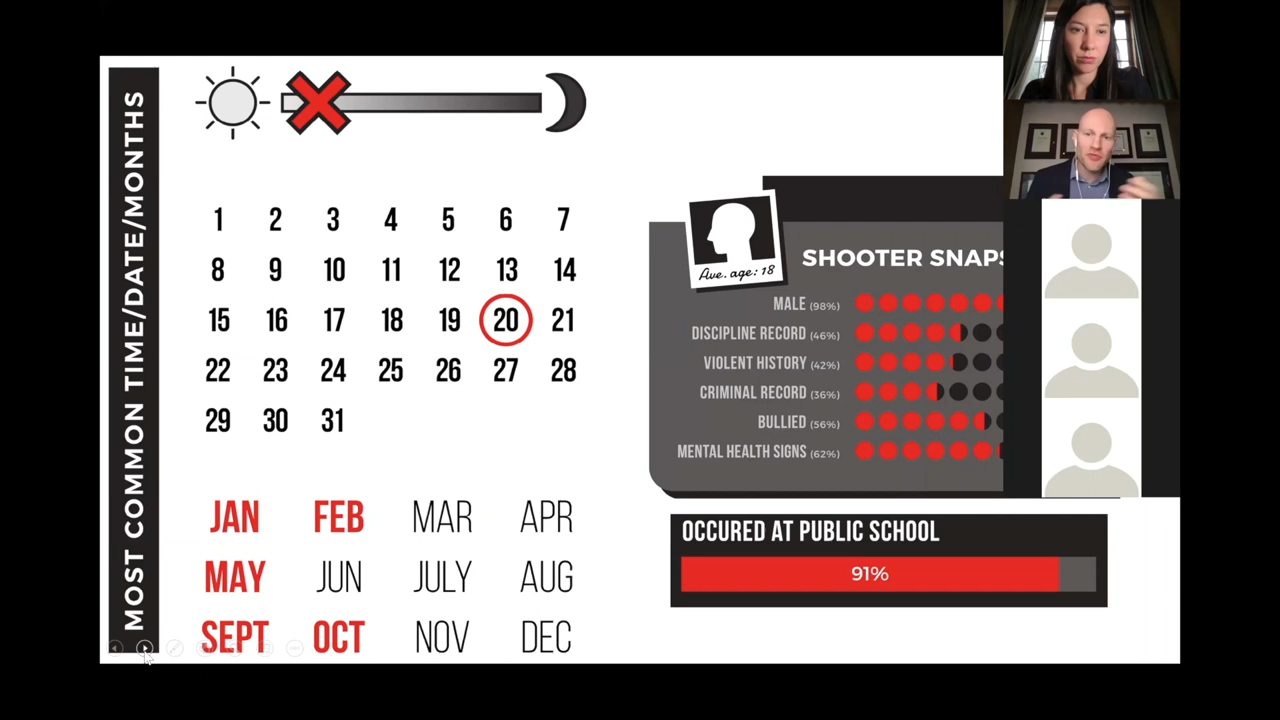 MOST COMMON TIME/DATE/MONTHS
1 2 3 4 5 6 7
8 9 10 11 12 13 14
15 16 17 18 19 20 21
22 23 24 25 26 27 28
29 30 31
JAN FEB MAR APR
MAY JUN JULY AUG
SEPT OCT NOV DEC
Ave. age: 18
SHOOTER SNAPS
MALE (98%)
DISCIPLINE RECORD (46%)
VIOLENT HISTORY (42%)
CRIMINAL RECORD (36%)
BULLIED (56%)
MENTAL HEALTH SIGNS (62%)
OCCURED AT PUBLIC SCHOOL
91%